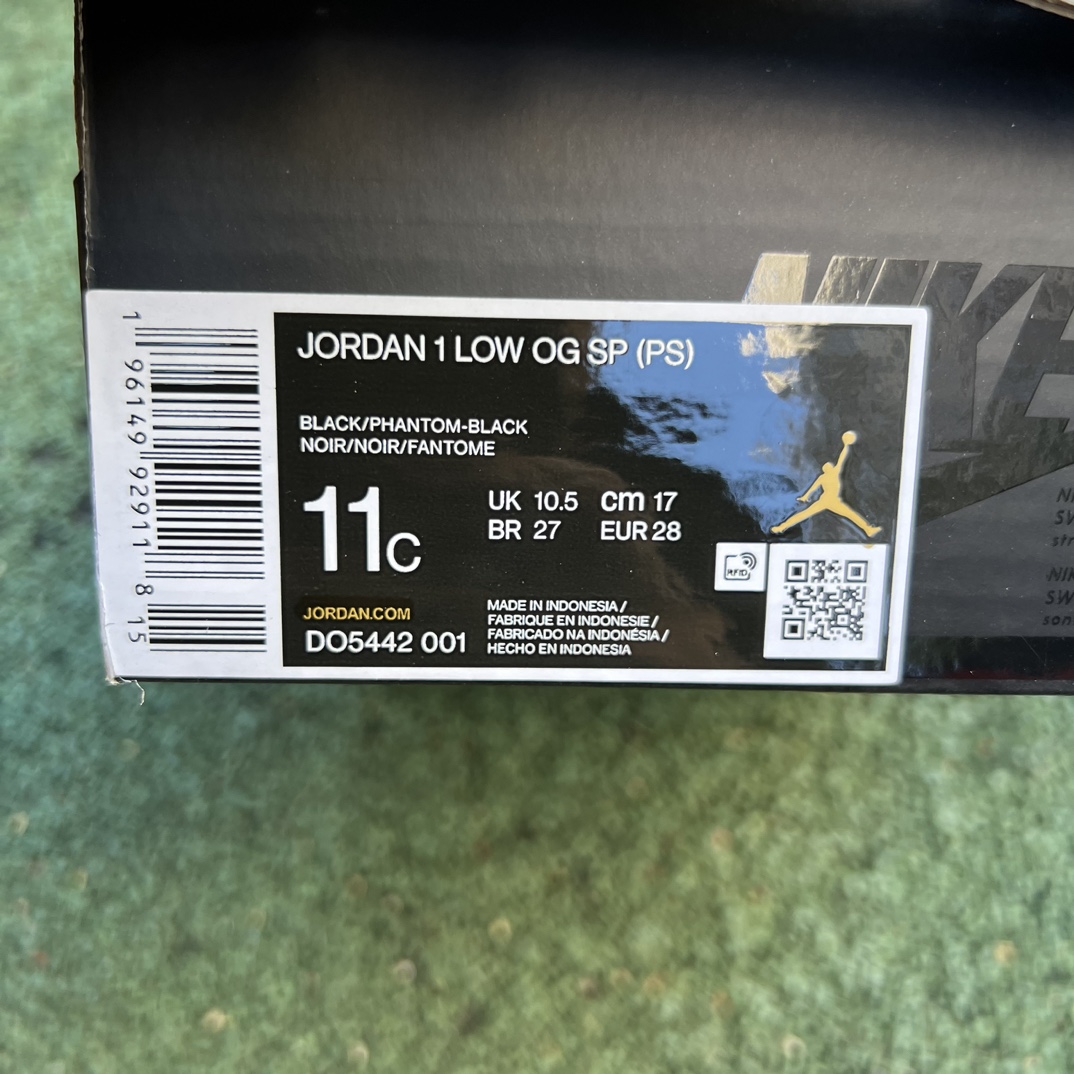 1 96149 92911 8 15
JORDAN 1 LOW OG SP (PS)
BLACK/PHANTOM-BLACK
NOIR/NOIR/FANTOME
11C
UK 10.5 cm 17
BR 27 EUR 28
RFID
JORDAN.COM
DO5442 001
MADE IN INDONESIA /
FABRIQUE EN INDONESIE /
FABRICADO NA INDONÉSIA /
HECHO EN INDONESIA